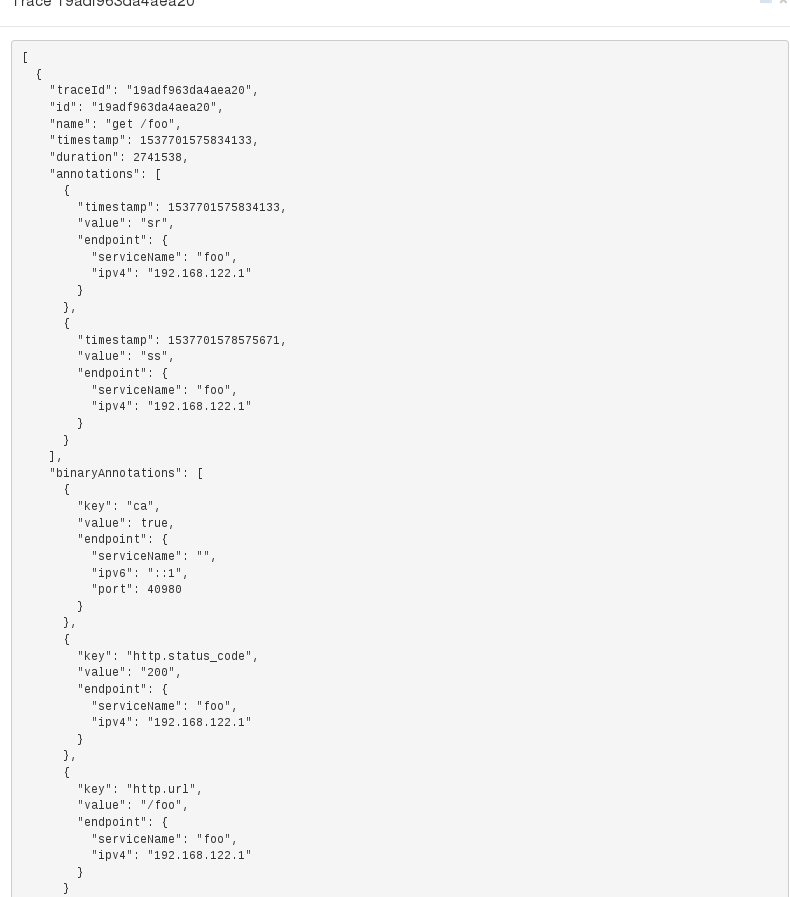 Trace 19adf963da4aea20
[
  {
    "traceId": "19adf963da4aea20",
    "id": "19adf963da4aea20",
    "name": "get /foo",
    "timestamp": 1537701575834133,
    "duration": 2741538,
    "annotations": [
      {
        "timestamp": 1537701575834133,
        "value": "sr",
        "endpoint": {
          "serviceName": "foo",
          "ipv4": "192.168.122.1"
        }
      },
      {
        "timestamp": 1537701578575671,
        "value": "ss",
        "endpoint": {
          "serviceName": "foo",
          "ipv4": "192.168.122.1"
        }
      }
    ],
    "binaryAnnotations": [
      {
        "key": "ca",
        "value": true,
        "endpoint": {
          "serviceName": "",
          "ipv6": "::1",
          "port": 40980
        }
      },
      {
        "key": "http.status_code",
        "value": "200",
        "endpoint": {
          "serviceName": "foo",
          "ipv4": "192.168.122.1"
        }
      },
      {
        "key": "http.url",
        "value": "/foo",
        "endpoint": {
          "serviceName": "foo",
          "ipv4": "192.168.122.1"
        }
      }